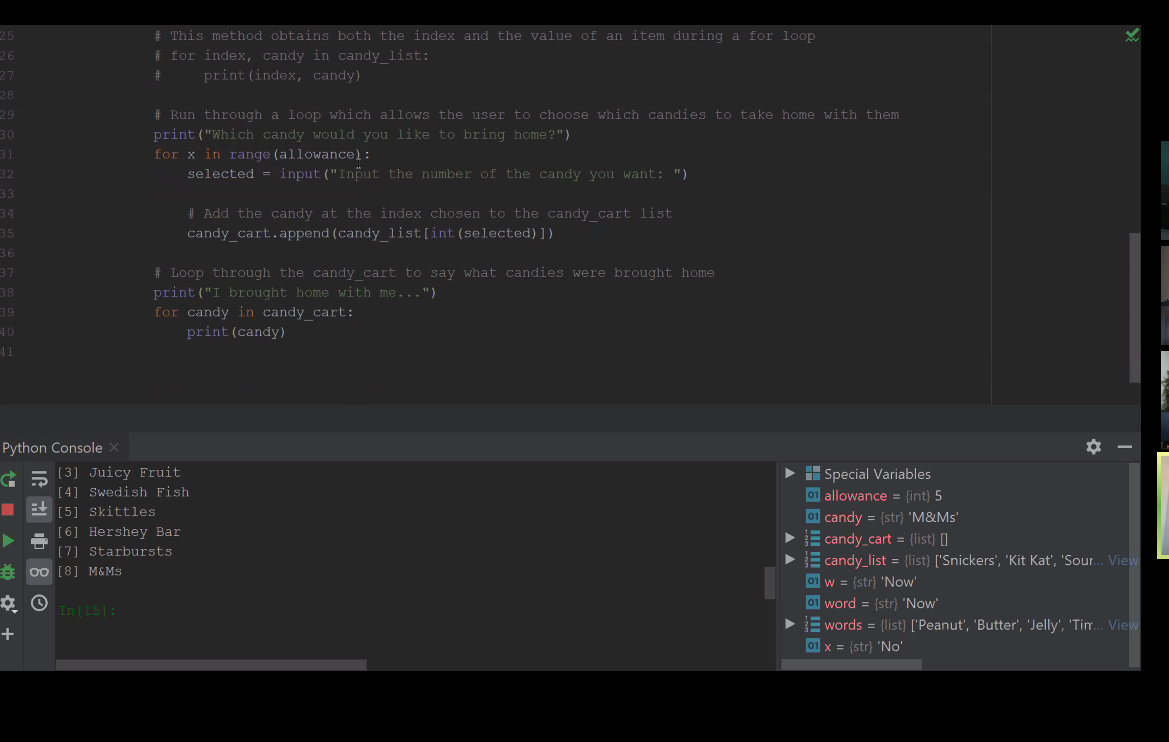 25 # This method obtains both the index and the value of an item during a for loop
26 # for index, candy in candy_list:
27 #     print(index, candy)
28
29 # Run through a loop which allows the user to choose which candies to take home with them
30 print("Which candy would you like to bring home?")
31 for x in range(allowance):
32     selected = input("Input the number of the candy you want: ")
33
34     # Add the candy at the index chosen to the candy_cart list
35     candy_cart.append(candy_list[int(selected)])
36
37 # Loop through the candy_cart to say what candies were brought home
38 print("I brought home with me...")
39 for candy in candy_cart:
40     print(candy)
41
Python Console
[3] Juicy Fruit
[4] Swedish Fish
[5] Skittles
[6] Hershey Bar
[7] Starbursts
[8] M&Ms
In[15]:
Special Variables
allowance = {int} 5
candy = {str} 'M&Ms'
candy_cart = {list} []
candy_list = {list} ['Snickers', 'Kit Kat', 'Sour... View
w = {str} 'Now'
word = {str} 'Now'
words = {list} ['Peanut', 'Butter', 'Jelly', 'Tim... View
x = {str} 'No'